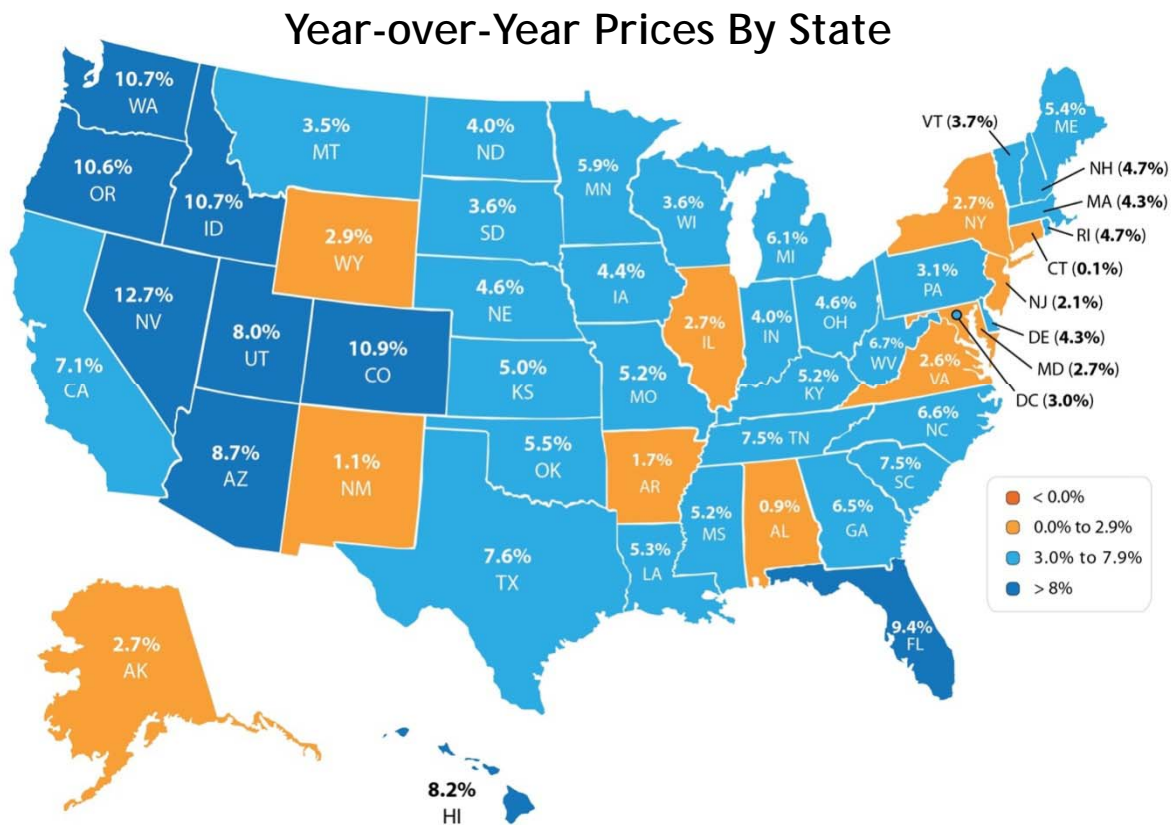 Year-over-Year Prices By State
10.7%
WA
10.6%
OR
10.7%
ID
3.5%
MT
4.0%
ND
5.9%
MN
3.6%
WI
6.1%
MI
VT (3.7%)
5.4%
ME
NH (4.7%)
MA (4.3%)
RI (4.7%)
CT (0.1%)
NJ (2.1%)
DE (4.3%)
MD (2.7%)
DC (3.0%)
2.7%
NY
3.1%
PA
2.9%
WY
3.6%
SD
4.6%
NE
4.4%
IA
2.7%
IL
4.0%
IN
4.6%
OH
6.7%
WV
2.6%
VA
7.1%
CA
12.7%
NV
8.0%
UT
10.9%
CO
5.0%
KS
5.2%
MO
5.2%
KY
6.6%
NC
7.5% TN
7.5%
SC
8.7%
AZ
1.1%
NM
5.5%
OK
1.7%
AR
5.2%
MS
0.9%
AL
6.5%
GA
7.6%
TX
5.3%
LA
9.4%
FL
2.7%
AK
8.2%
HI
< 0.0%
0.0% to 2.9%
3.0% to 7.9%
> 8%